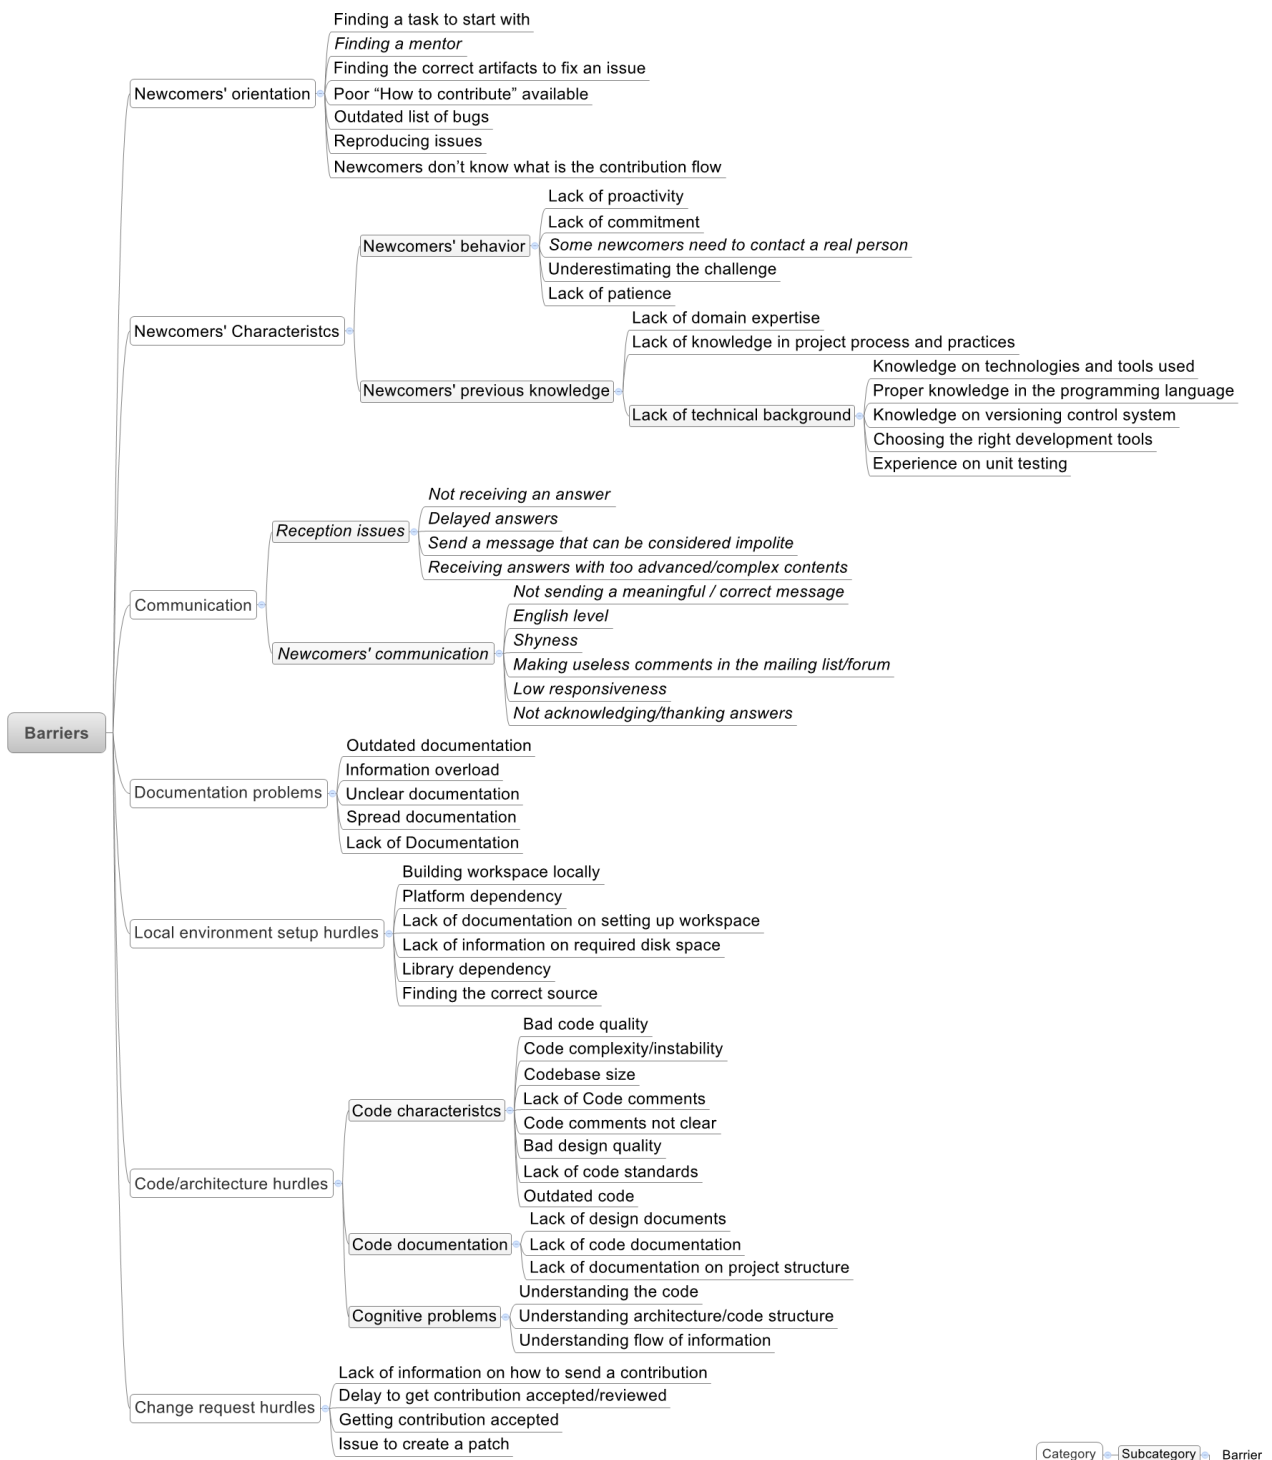 Finding a task to start with
Finding a mentor
Finding the correct artifacts to fix an issue
Newcomers' orientation
Poor “How to contribute” available
Outdated list of bugs
Reproducing issues
Newcomers don’t know what is the contribution flow
Lack of proactivity
Lack of commitment
Newcomers' behavior
Some newcomers need to contact a real person
Underestimating the challenge
Lack of patience
Newcomers' Characteristcs
Lack of domain expertise
Lack of knowledge in project process and practices
Newcomers' previous knowledge
Knowledge on technologies and tools used
Proper knowledge in the programming language
Lack of technical background
Knowledge on versioning control system
Choosing the right development tools
Experience on unit testing
Not receiving an answer
Delayed answers
Reception issues
Send a message that can be considered impolite
Receiving answers with too advanced/complex contents
Communication
Not sending a meaningful / correct message
English level
Shyness
Newcomers' communication
Making useless comments in the mailing list/forum
Low responsiveness
Not acknowledging/thanking answers
Barriers
Outdated documentation
Information overload
Documentation problems
Unclear documentation
Spread documentation
Lack of Documentation
Building workspace locally
Platform dependency
Lack of documentation on setting up workspace
Local environment setup hurdles
Lack of information on required disk space
Library dependency
Finding the correct source
Bad code quality
Code complexity/instability
Codebase size
Lack of Code comments
Code characteristcs
Code comments not clear
Bad design quality
Lack of code standards
Outdated code
Code/architecture hurdles
Lack of design documents
Code documentation
Lack of code documentation
Lack of documentation on project structure
Understanding the code
Cognitive problems
Understanding architecture/code structure
Understanding flow of information
Lack of information on how to send a contribution
Delay to get contribution accepted/reviewed
Change request hurdles
Getting contribution accepted
Issue to create a patch
Category
Subcategory
Barrier